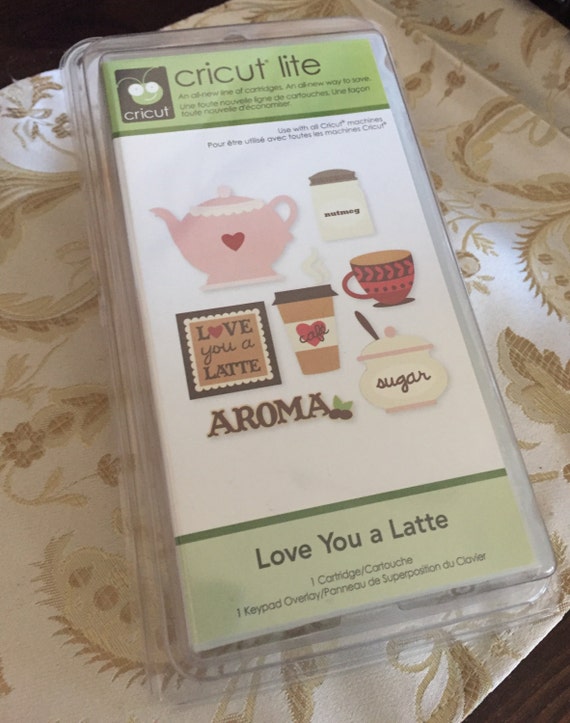 cricut® lite
cricut
An all-new line of cartridges. An all-new way to save.
Une toute nouvelle ligne de cartouches. Une façon
toute nouvelle d'économiser.
Use with all Cricut® machines
Pour être utilisé avec toutes les machines Cricut®
nutmeg
LOVE
you a
LATTE
café
sugar
AROMA
Love You a Latte
1 Cartridge/Cartouche
1 Keypad Overlay/Panneau de Superposition du Clavier